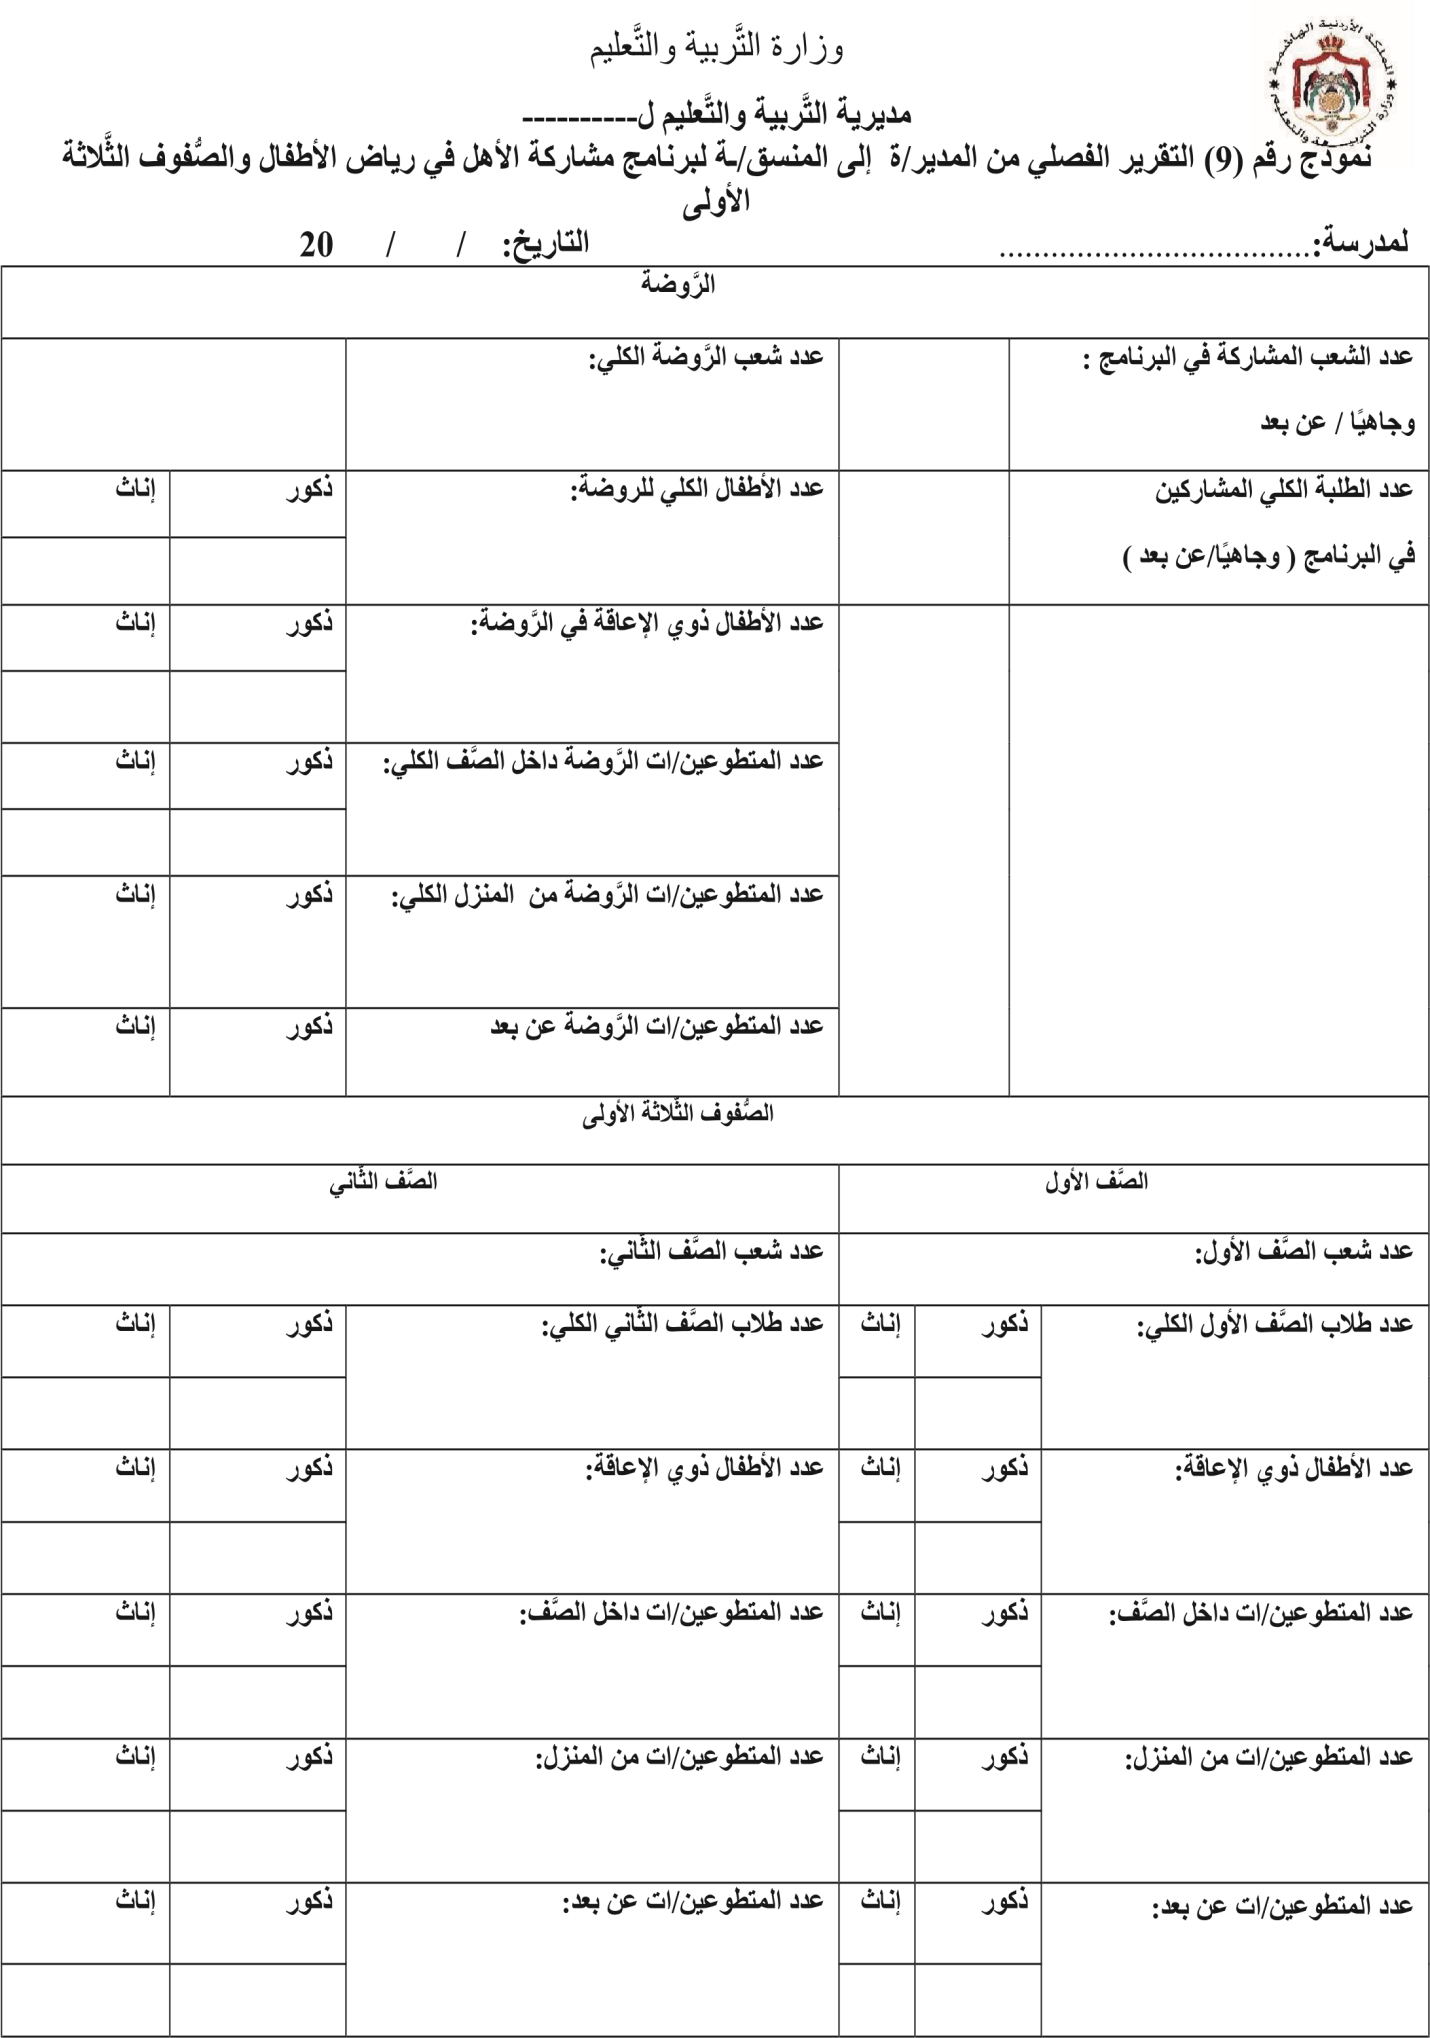 المملكة الأردنية الهاشمية
وزارة التربية والتعليم
وزارة التَّربية والتَّعليم
مديرية التَّربية والتَّعليم ل----------
نموذج رقم (9) التقرير الفصلي من المدير/ة إلى المنسق/ـة لبرنامج مشاركة الأهل في رياض الأطفال والصُّفوف الثَّلاثة
الأولى
لمدرسة:.................................... التاريخ: / / 20
الرَّوضة
عدد الشعب المشاركة في البرنامج : عدد شعب الرَّوضة الكلي:
وجاهيًا / عن بعد
عدد الطلبة الكلي المشاركين عدد الأطفال الكلي للروضة: ذكور إناث
في البرنامج ( وجاهيًا/عن بعد )
عدد الأطفال ذوي الإعاقة في الرَّوضة: ذكور إناث
عدد المتطوعين/ات الرَّوضة داخل الصَّف الكلي: ذكور إناث
عدد المتطوعين/ات الرَّوضة من المنزل الكلي: ذكور إناث
عدد المتطوعين/ات الرَّوضة عن بعد ذكور إناث
الصُّفوف الثّلاثة الأولى
الصَّف الأول الصَّف الثّاني
عدد شعب الصَّف الأول: عدد شعب الصَّف الثّاني:
عدد طلاب الصَّف الأول الكلي: ذكور إناث عدد طلاب الصَّف الثّاني الكلي: ذكور إناث
عدد الأطفال ذوي الإعاقة: ذكور إناث عدد الأطفال ذوي الإعاقة: ذكور إناث
عدد المتطوعين/ات داخل الصَّف: ذكور إناث عدد المتطوعين/ات داخل الصَّف: ذكور إناث
عدد المتطوعين/ات من المنزل: ذكور إناث عدد المتطوعين/ات من المنزل: ذكور إناث
عدد المتطوعين/ات عن بعد: ذكور إناث عدد المتطوعين/ات عن بعد: ذكور إناث